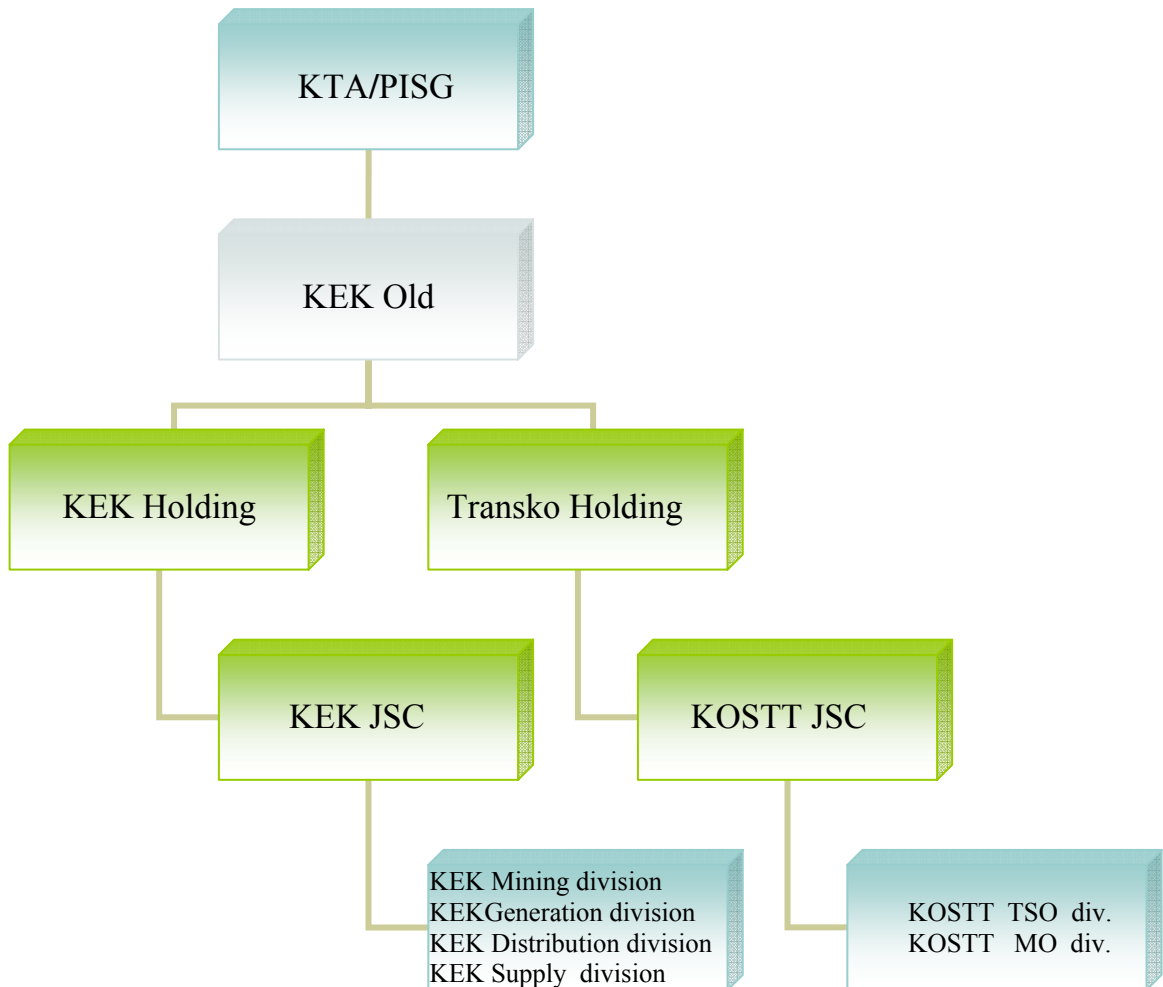 KTA/PISG
KEK Old
KEK Holding
Transko Holding
KEK JSC
KOSTT JSC
KEK Mining division
KEKGeneration division
KEK Distribution division
KEK Supply division
KOSTT TSO div.
KOSTT MO div.